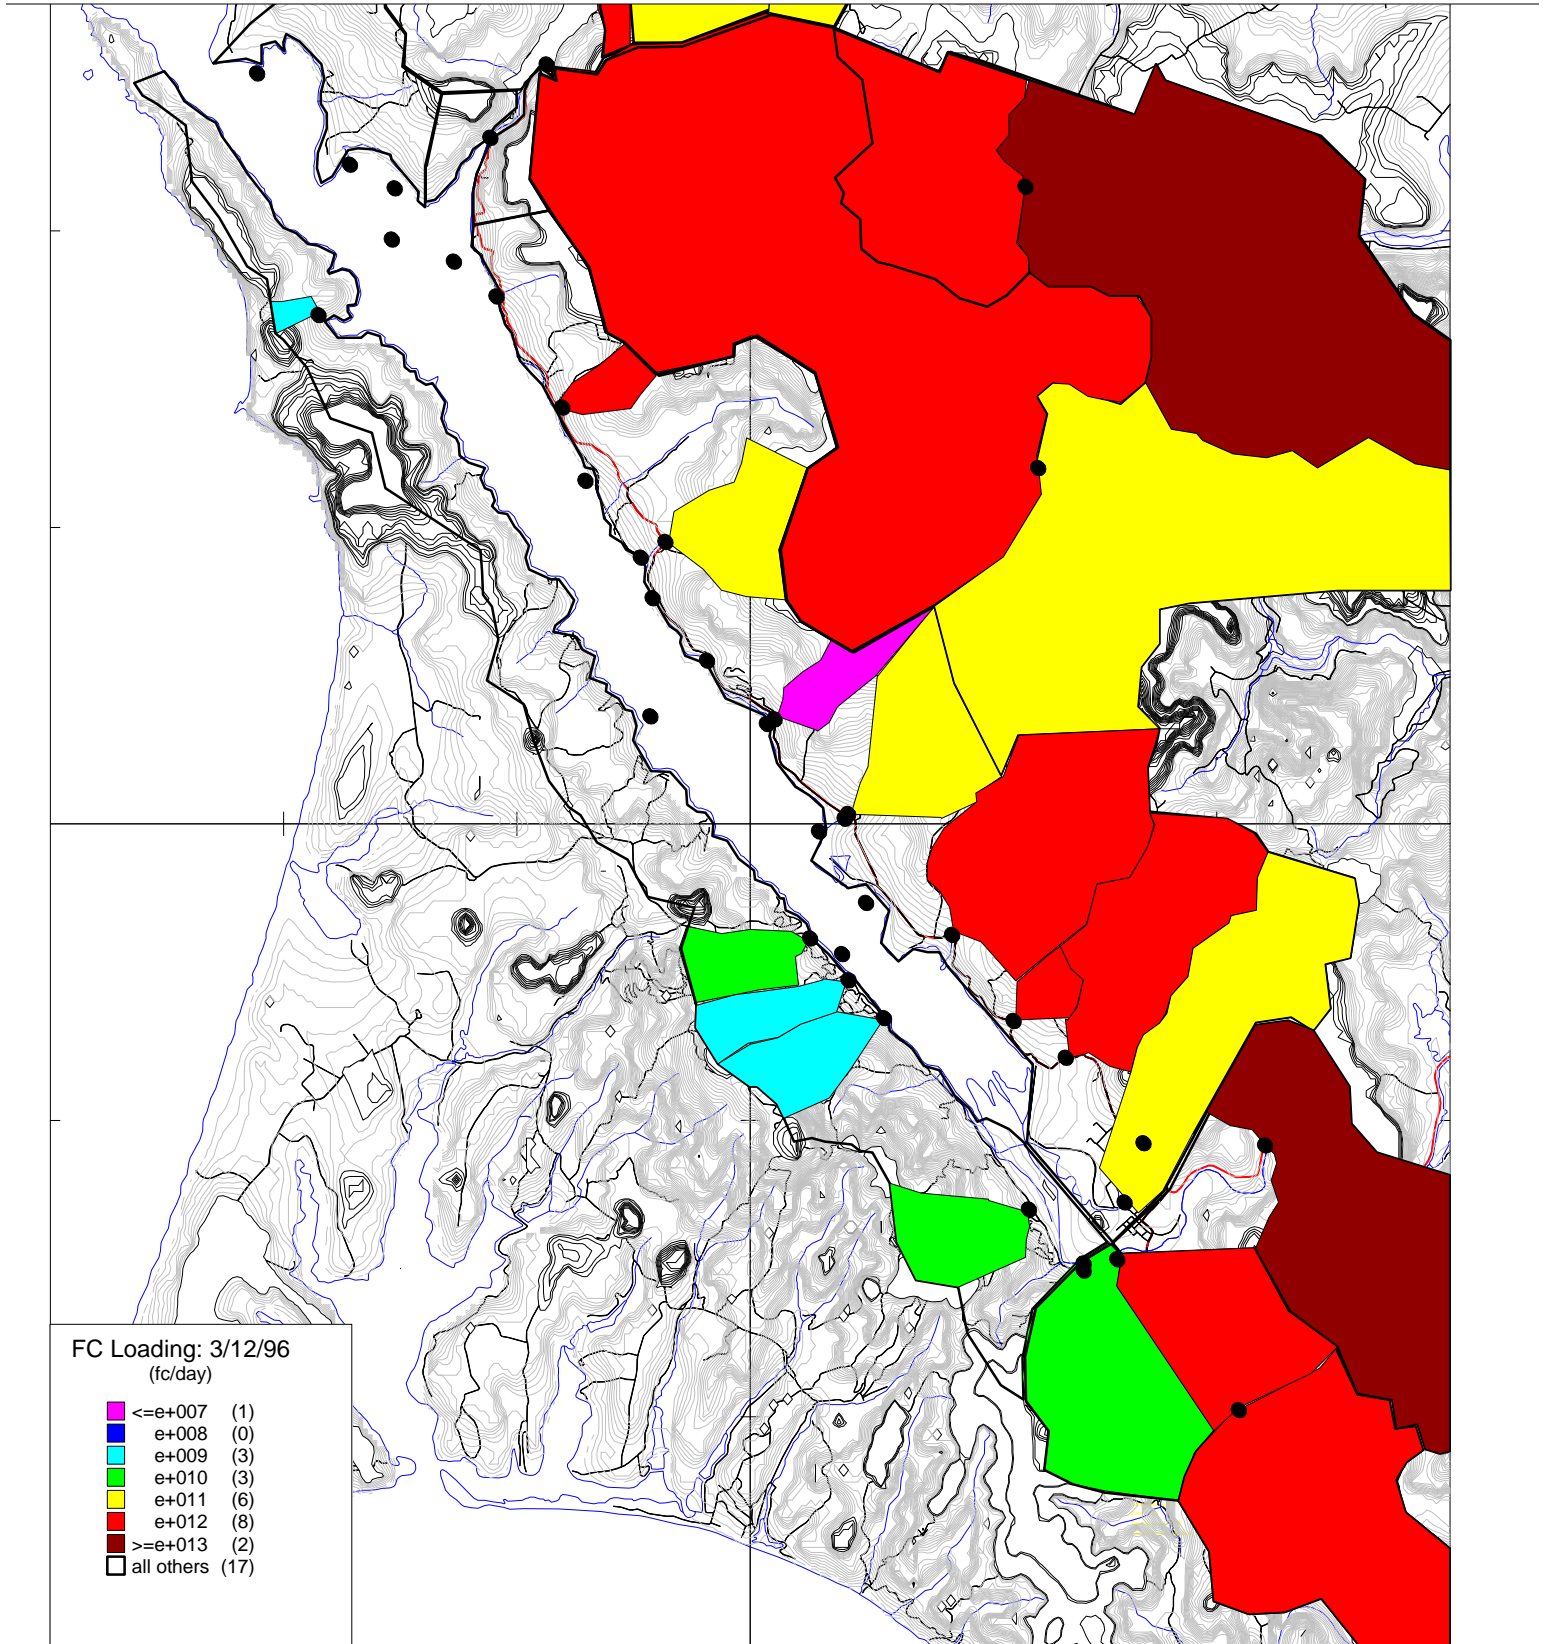 FC Loading: 3/12/96
(fc/day)
<=e+007 (1)
e+008 (0)
e+009 (3)
e+010 (3)
e+011 (6)
e+012 (8)
>=e+013 (2)
all others (17)